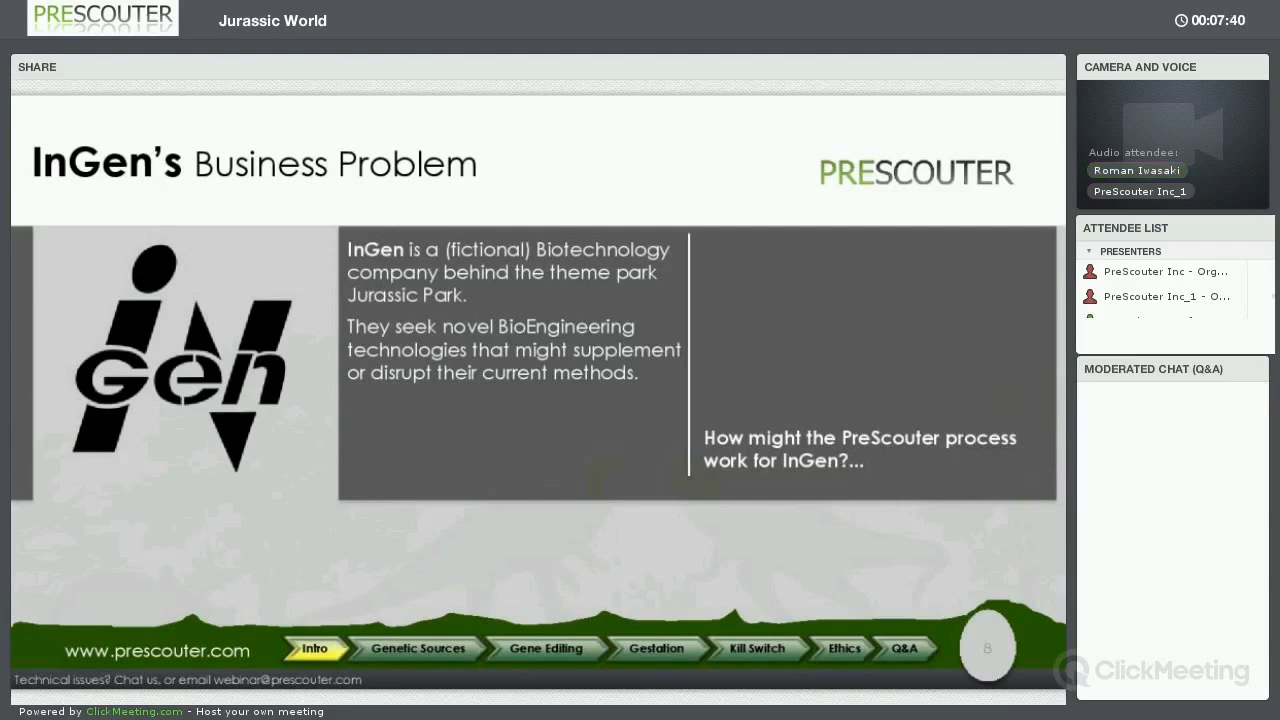 PRESCOUTER
Jurassic World
00:07:40
SHARE
InGen's Business Problem
PRESCOUTER
inGen
InGen is a (fictional) Biotechnology
company behind the theme park
Jurassic Park.
They seek novel BioEngineering
technologies that might supplement
or disrupt their current methods.
How might the PreScouter process
work for InGen?...
www.prescouter.com
Intro
Genetic Sources
Gene Editing
Gestation
Kill Switch
Ethics
Q&A
8
Technical issues? Chat us, or email webinar@prescouter.com
ClickMeeting
Powered by ClickMeeting.com - Host your own meeting
CAMERA AND VOICE
Audio attendee:
Roman Iwasaki
PreScouter Inc_1
ATTENDEE LIST
PRESENTERS
PreScouter Inc - Org...
PreScouter Inc_1 - O...
MODERATED CHAT (Q&A)